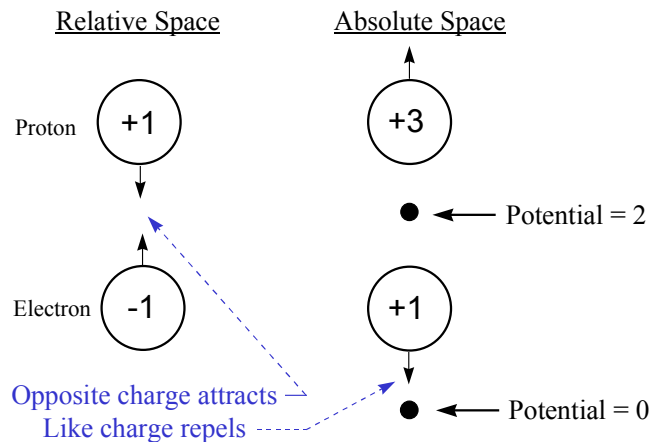 Relative Space
Absolute Space
Proton
+1
+3
Potential = 2
Electron
-1
+1
Opposite charge attracts
Like charge repels
Potential = 0